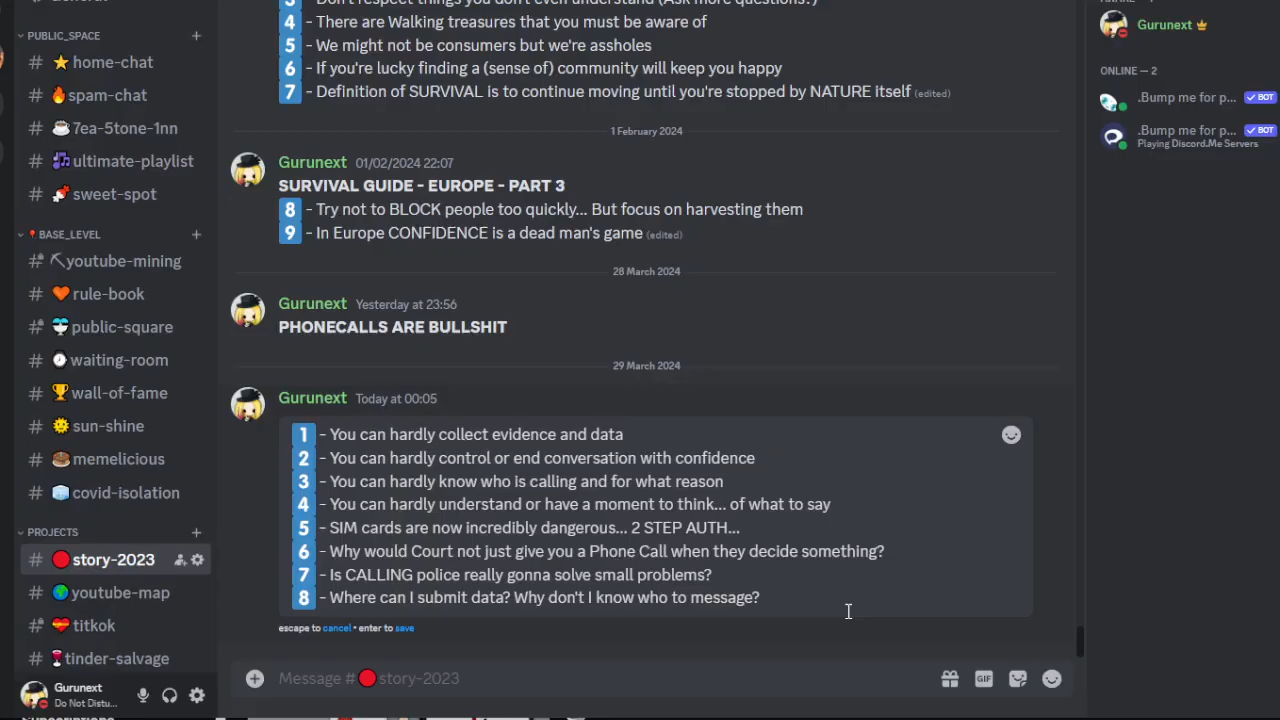 PUBLIC_SPACE
home-chat
spam-chat
7ea-5tone-1nn
ultimate-playlist
sweet-spot
BASE_LEVEL
youtube-mining
rule-book
public-square
waiting-room
wall-of-fame
sun-shine
memelicious
covid-isolation
PROJECTS
story-2023
youtube-map
titkok
tinder-salvage
Gurunext
Do Not Distu...
3 - Don't respect things you don't even understand (Ask more questions!)
4 - There are Walking treasures that you must be aware of
5 - We might not be consumers but we're assholes
6 - If you're lucky finding a (sense of) community will keep you happy
7 - Definition of SURVIVAL is to continue moving until you're stopped by NATURE itself (edited)
1 February 2024
Gurunext 01/02/2024 22:07
SURVIVAL GUIDE - EUROPE - PART 3
8 - Try not to BLOCK people too quickly... But focus on harvesting them
9 - In Europe CONFIDENCE is a dead man's game (edited)
28 March 2024
Gurunext Yesterday at 23:56
PHONECALLS ARE BULLSHIT
29 March 2024
Gurunext Today at 00:05
1 - You can hardly collect evidence and data
2 - You can hardly control or end conversation with confidence
3 - You can hardly know who is calling and for what reason
4 - You can hardly understand or have a moment to think... of what to say
5 - SIM cards are now incredibly dangerous... 2 STEP AUTH...
6 - Why would Court not just give you a Phone Call when they decide something?
7 - Is CALLING police really gonna solve small problems?
8 - Where can I submit data? Why don't I know who to message?
escape to cancel • enter to save
Message # story-2023
GIF
Gurunext
ONLINE — 2
.Bump me for p... BOT
.Bump me for p... BOT
Playing Discord.Me Servers